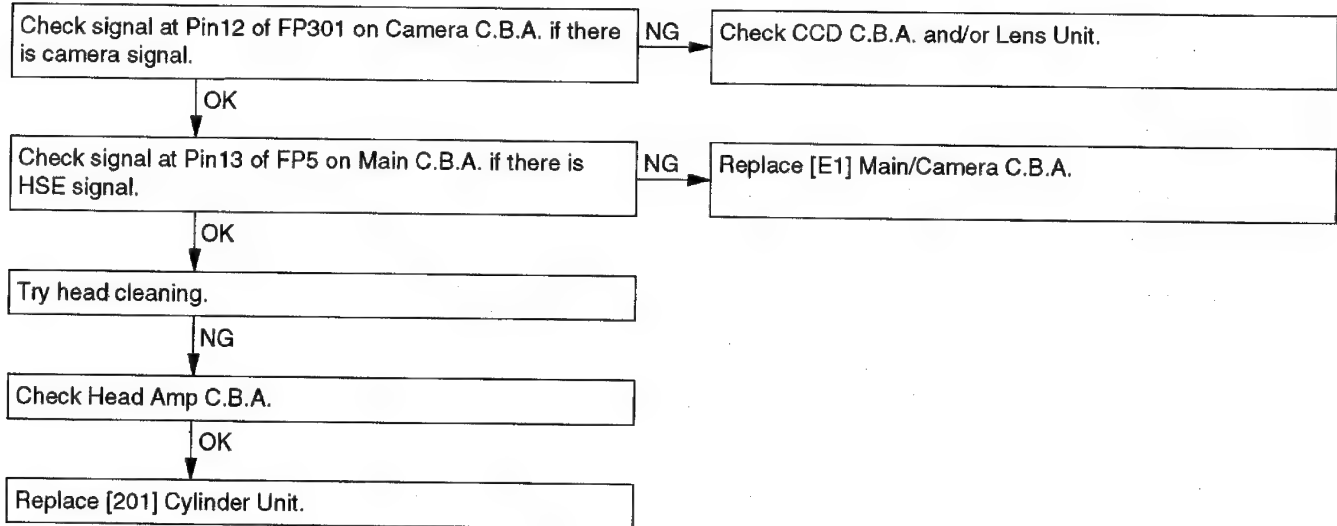 Check signal at Pin12 of FP301 on Camera C.B.A. if there
is camera signal.
NG
Check CCD C.B.A. and/or Lens Unit.
OK
Check signal at Pin13 of FP5 on Main C.B.A. if there is
HSE signal.
NG
Replace [E1] Main/Camera C.B.A.
OK
Try head cleaning.
NG
Check Head Amp C.B.A.
OK
Replace [201] Cylinder Unit.